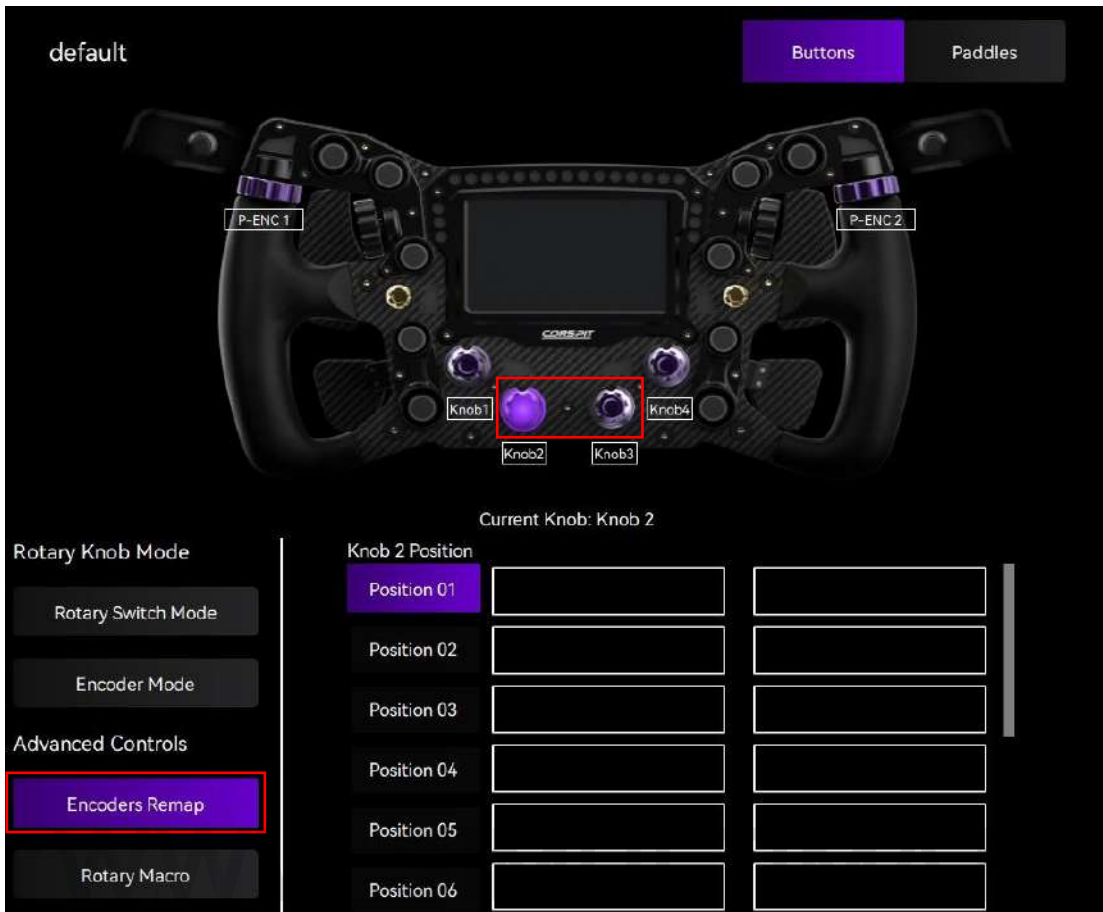 default
Buttons
Paddles
P-ENC 1
P-ENC 2
Knob1
Knob4
Knob2
Knob3
Current Knob: Knob 2
Rotary Knob Mode
Rotary Switch Mode
Encoder Mode
Advanced Controls
Encoders Remap
Rotary Macro
Knob 2 Position
Position 01
Position 02
Position 03
Position 04
Position 05
Position 06